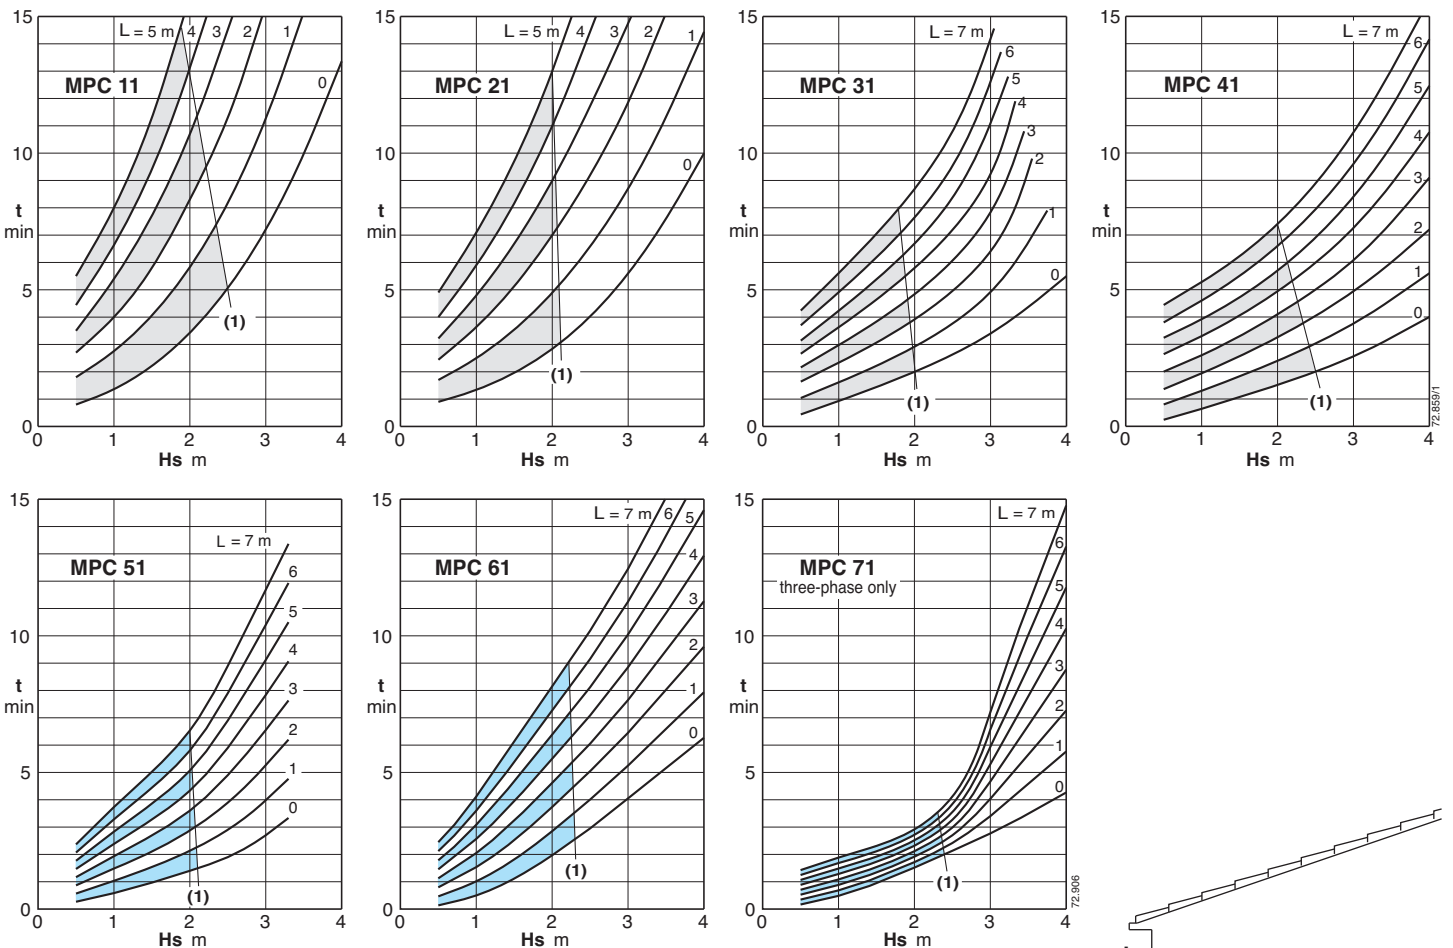 15
10
5
0
t
min
MPC 11
L = 5 m 4 3 2 1
0
(1)
0 1 2 3 4
Hs m
15
10
5
0
t
min
MPC 21
L = 5 m 4 3 2 1
0
(1)
0 1 2 3 4
Hs m
15
10
5
0
t
min
MPC 31
L = 7 m
6
5
4
3
2
1
0
(1)
0 1 2 3 4
Hs m
15
10
5
0
t
min
MPC 41
L = 7 m
6
5
4
3
2
1
0
(1)
0 1 2 3 4
Hs m
72.859/1
15
10
5
0
t
min
MPC 51
L = 7 m
6
5
4
3
2
1
0
(1)
0 1 2 3 4
Hs m
15
10
5
0
t
min
MPC 61
L = 7 m 6 5
4
3
2
1
0
(1)
0 1 2 3 4
Hs m
15
10
5
0
t
min
MPC 71
three-phase only
L = 7 m
6
5
4
3
2
1
0
(1)
0 1 2 3 4
Hs m
72.906